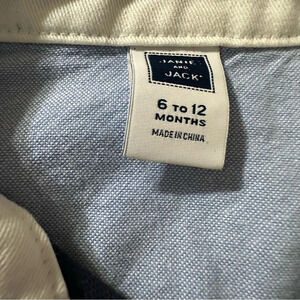 JANIE
AND
JACK
6 TO 12
MONTHS
MADE IN CHINA